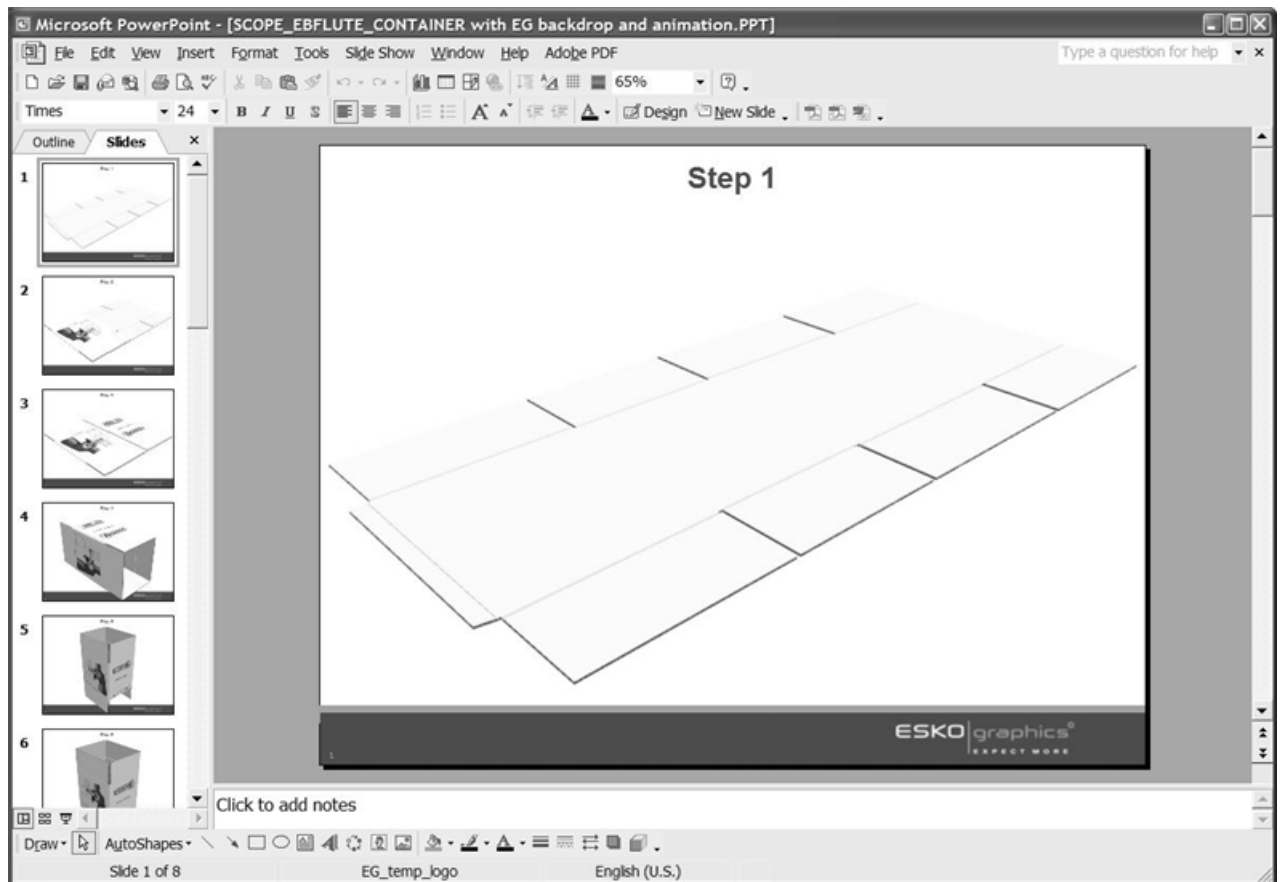 Microsoft PowerPoint - [SCOPE_EBFLUTE_CONTAINER with EG backdrop and animation.PPT]
File Edit View Insert Format Tools Slide Show Window Help Adobe PDF Type a question for help
65%
Times 24 B I U S A A A Design New Slide
Outline Slides
1
Step 1
2
3
4
5
6
Step 1
ESKO graphics
EXPECT MORE
1
Click to add notes
Draw AutoShapes
Slide 1 of 8 EG_temp_logo English (U.S.)